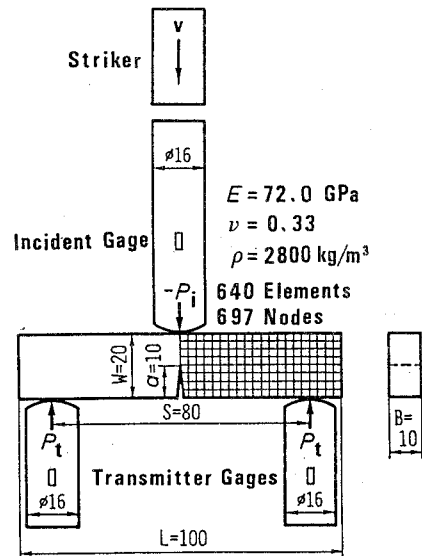 v
Striker
ø16
E = 72.0 GPa
ν = 0.33
ρ = 2800 kg/m³
Incident Gage
-Pi
640 Elements
697 Nodes
W=20
a=10
S=80
B=
10
Pt
Pt
Transmitter Gages
ø16
ø16
L=100